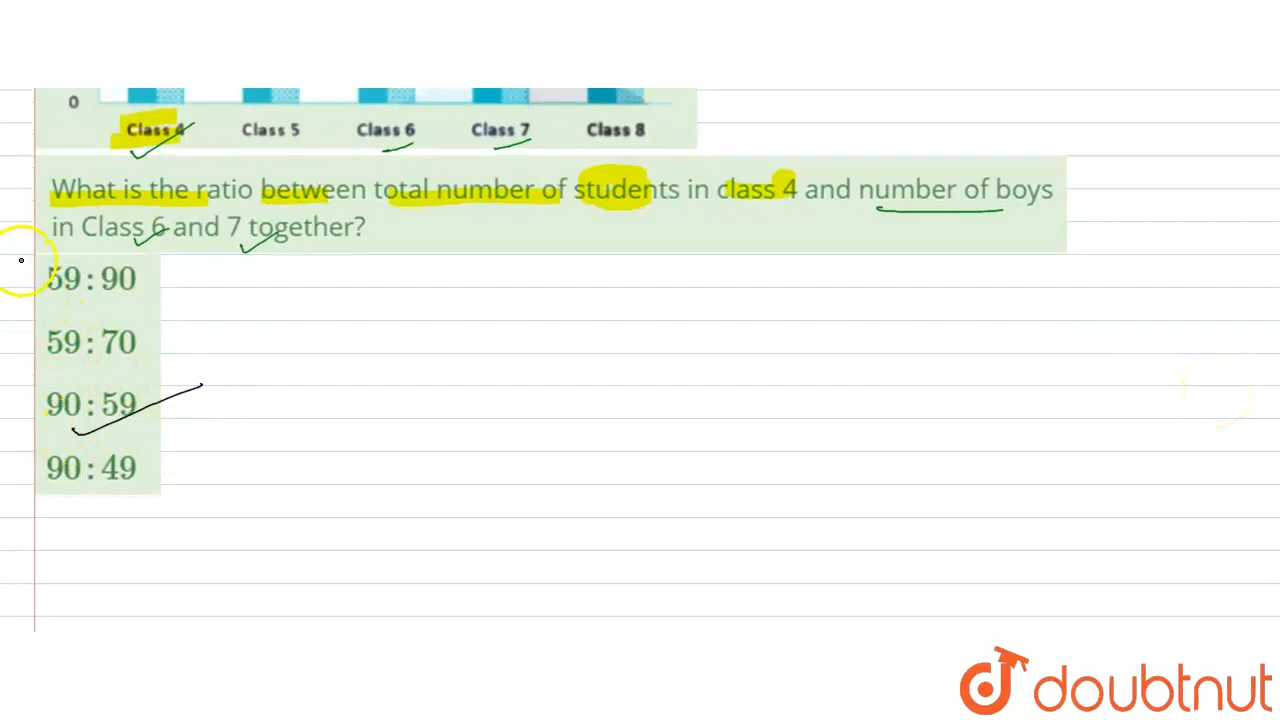 0
Class 4 Class 5 Class 6 Class 7 Class 8
What is the ratio between total number of students in class 4 and number of boys
in Class 6 and 7 together?
59 : 90
59 : 70
90 : 59
90 : 49
doubtnut